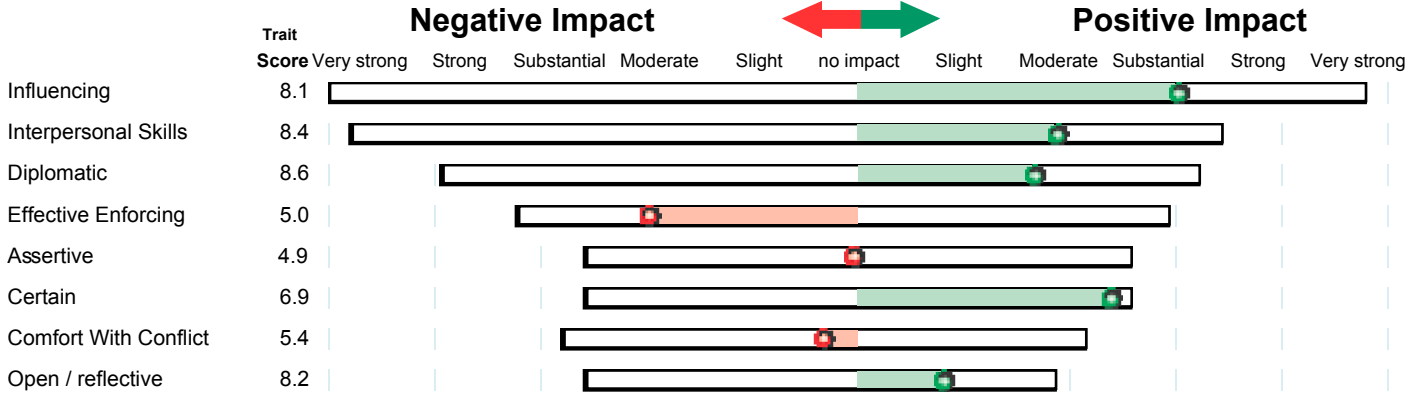 Negative Impact Positive Impact
Trait
Score Very strong Strong Substantial Moderate Slight no impact Slight Moderate Substantial Strong Very strong
Influencing 8.1
Interpersonal Skills 8.4
Diplomatic 8.6
Effective Enforcing 5.0
Assertive 4.9
Certain 6.9
Comfort With Conflict 5.4
Open / reflective 8.2